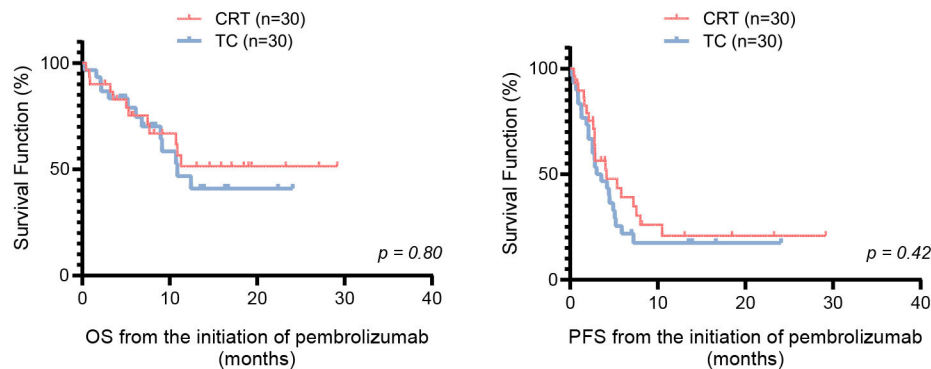 CRT (n=30)
TC (n=30)
Survival Function (%)
100
50
0
0 10 20 30 40
p = 0.80
OS from the initiation of pembrolizumab
(months)
CRT (n=30)
TC (n=30)
Survival Function (%)
100
50
0
0 10 20 30 40
p = 0.42
PFS from the initiation of pembrolizumab
(months)